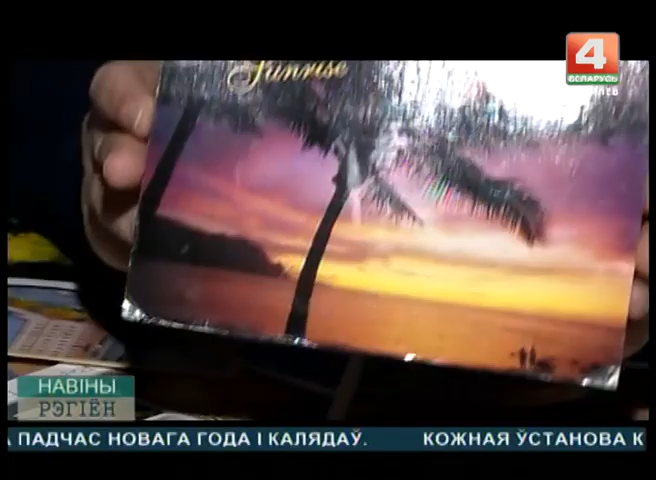 4
БЕЛАРУСЬ
Sunrise
НАВІНЫ
РЭГІЁН
А ПАДЧАС НОВАГА ГОДА І КАЛЯДАЎ. КОЖНАЯ ЎСТАНОВА К